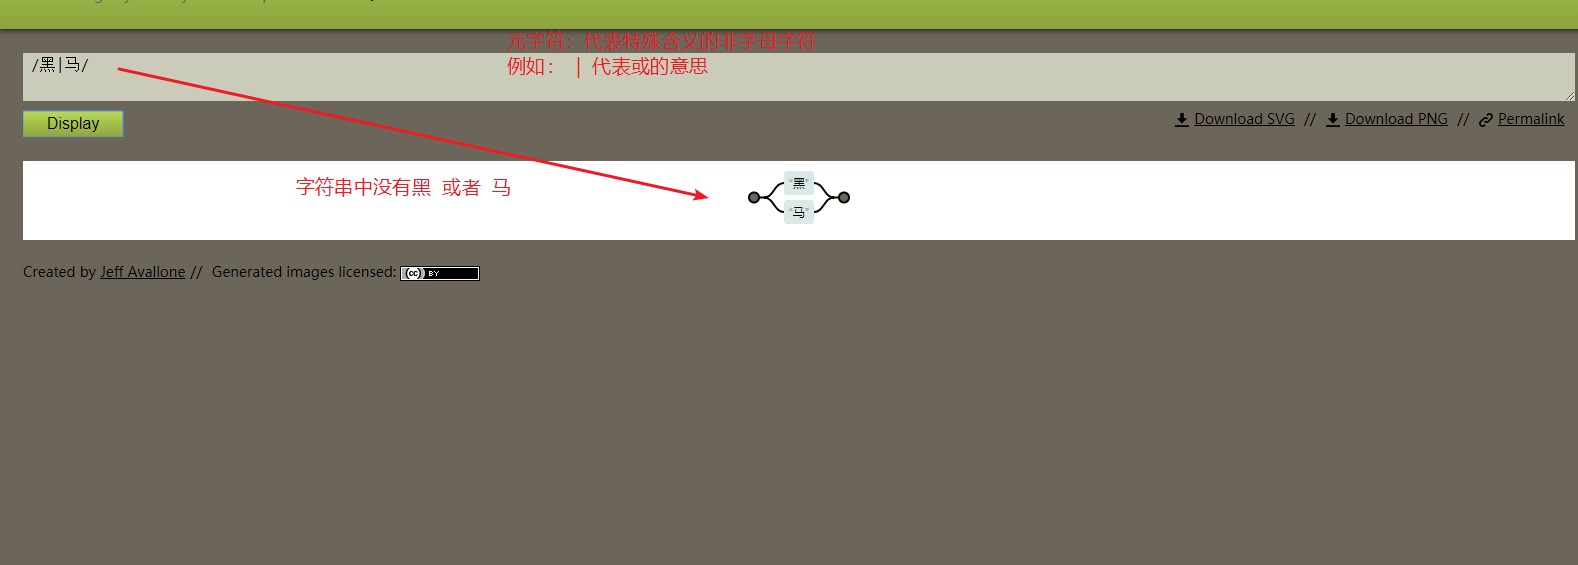 元字符：代表特殊含义的非字母字符
/黑|马/
例如： | 代表或的意思
Display
Download SVG // Download PNG // Permalink
字符串中没有黑 或者 马
“黑”
“马”
Created by Jeff Avallone // Generated images licensed: cc BY